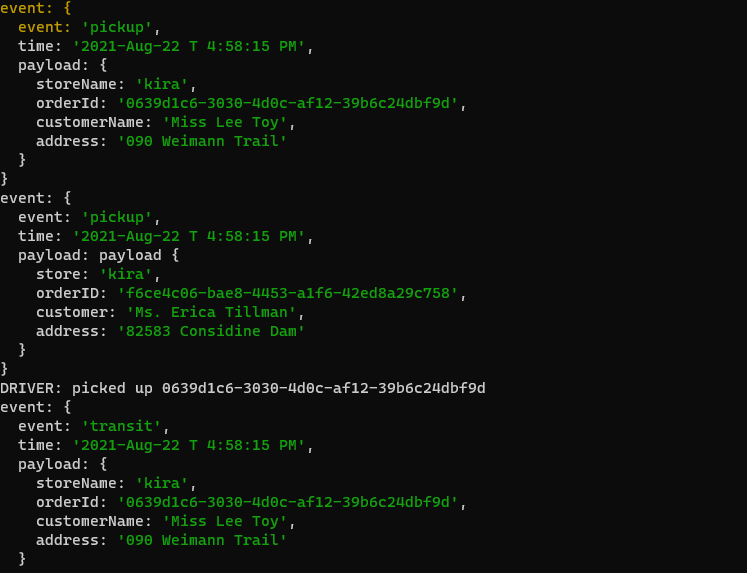 event: {
  event: 'pickup',
  time: '2021-Aug-22 T 4:58:15 PM',
  payload: {
    storeName: 'kira',
    orderId: '0639d1c6-3030-4d0c-af12-39b6c24dbf9d',
    customerName: 'Miss Lee Toy',
    address: '090 Weimann Trail'
  }
}
event: {
  event: 'pickup',
  time: '2021-Aug-22 T 4:58:15 PM',
  payload: payload {
    store: 'kira',
    orderID: 'f6ce4c06-bae8-4453-a1f6-42ed8a29c758',
    customer: 'Ms. Erica Tillman',
    address: '82583 Considine Dam'
  }
}
DRIVER: picked up 0639d1c6-3030-4d0c-af12-39b6c24dbf9d
event: {
  event: 'transit',
  time: '2021-Aug-22 T 4:58:15 PM',
  payload: {
    storeName: 'kira',
    orderId: '0639d1c6-3030-4d0c-af12-39b6c24dbf9d',
    customerName: 'Miss Lee Toy',
    address: '090 Weimann Trail'
  }